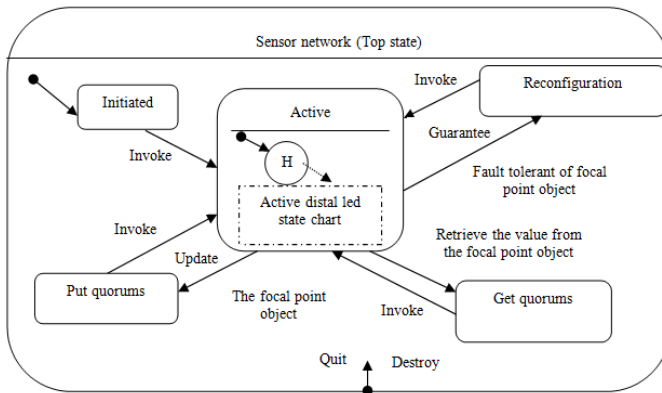 Sensor network (Top state)
Initiated
Invoke
Active
H
Active distal led
state chart
Invoke
Reconfiguration
Guarantee
Fault tolerant of focal
point object
Invoke
Update
Put quorums
The focal point
object
Retrieve the value from
the focal point object
Invoke
Get quorums
Quit
Destroy